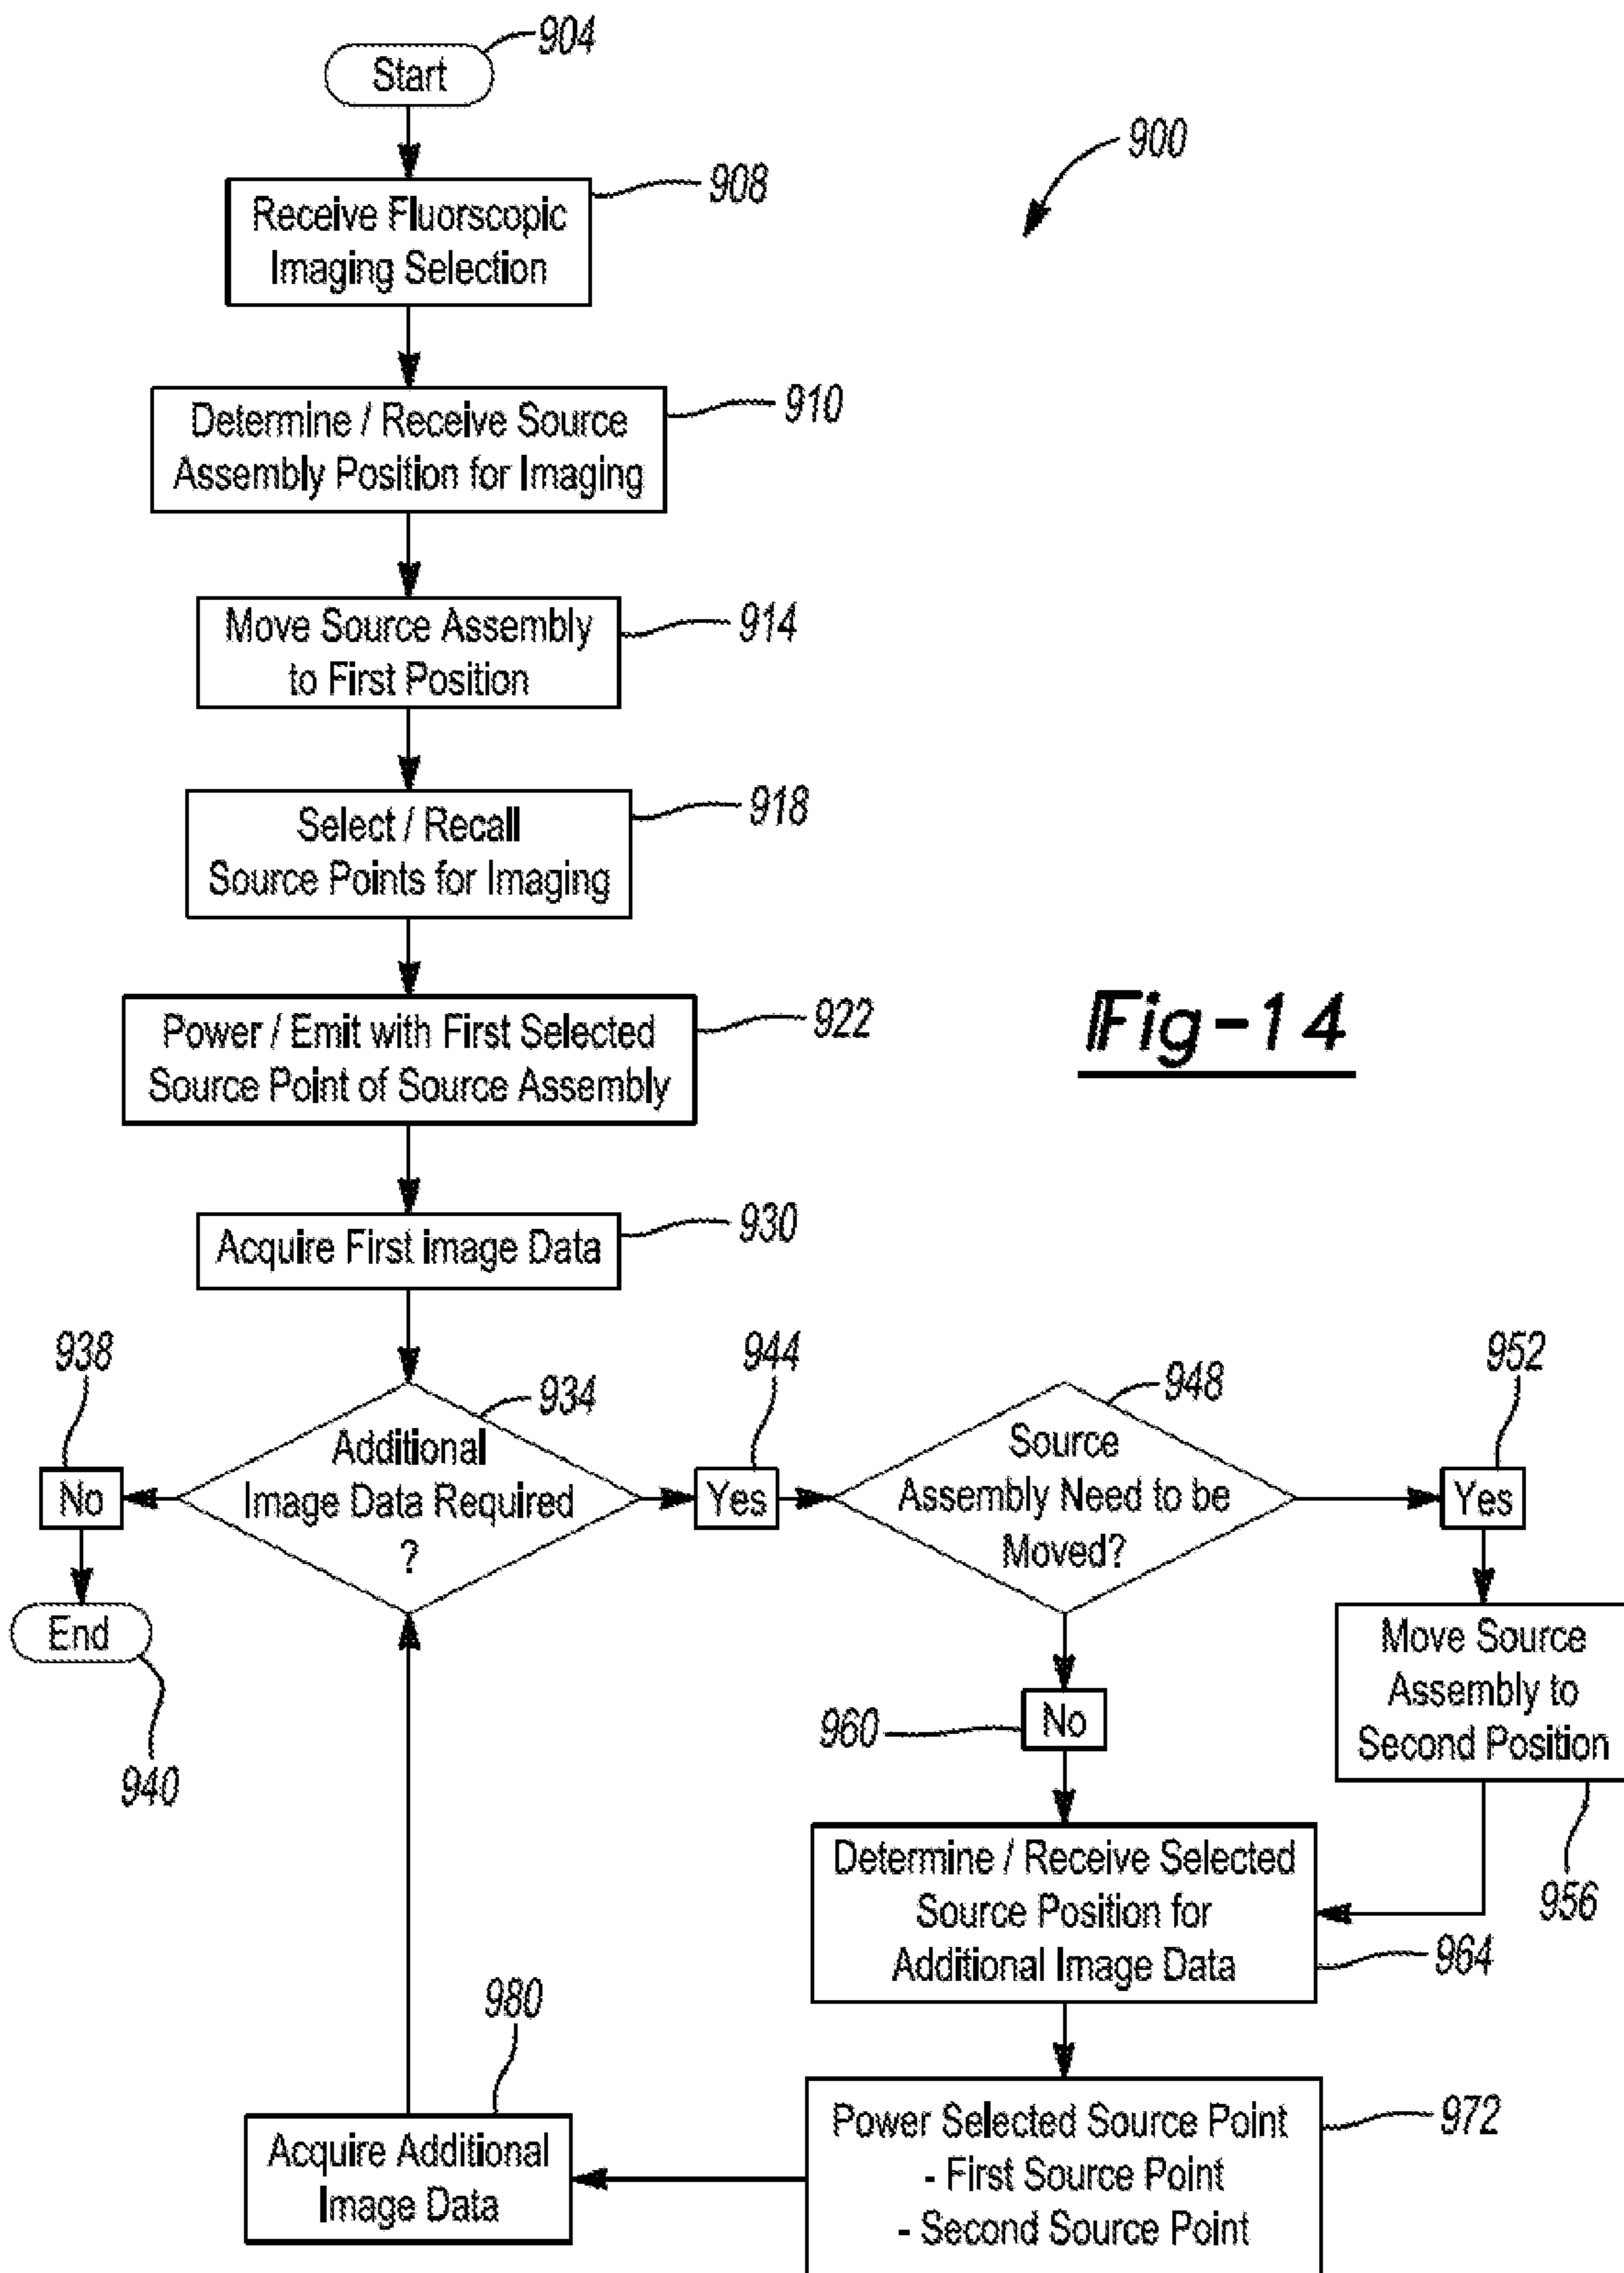 904
Start
900
908
Receive Fluorscopic
Imaging Selection
910
Determine / Receive Source
Assembly Position for Imaging
914
Move Source Assembly
to First Position
918
Select / Recall
Source Points for Imaging
922
Power / Emit with First Selected
Source Point of Source Assembly
Fig-14
930
Acquire First image Data
938
944
952
934
948
Additional
Image Data Required
?
No
Yes
Source
Assembly Need to be
Moved?
Yes
End
940
960
No
Move Source
Assembly to
Second Position
956
Determine / Receive Selected
Source Position for
Additional Image Data
964
980
Acquire Additional
Image Data
972
Power Selected Source Point
- First Source Point
- Second Source Point